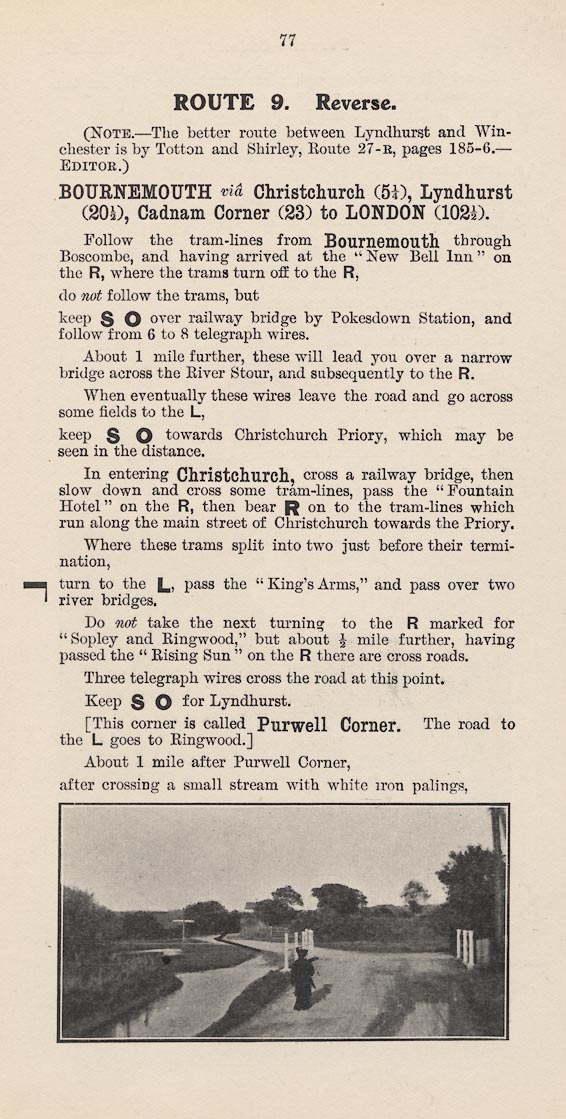 77
ROUTE 9. Reverse.
(NOTE.—The better route between Lyndhurst and Win-
chester is by Totton and Shirley, Route 27-R, pages 185-6.—
EDITOR.)
BOURNEMOUTH viâ Christchurch (5¼), Lyndhurst
(20½), Cadnam Corner (23) to LONDON (102½).
Follow the tram-lines from Bournemouth through
Boscombe, and having arrived at the "New Bell Inn" on
the R, where the trams turn off to the R,
do not follow the trams, but
keep S O over railway bridge by Pokesdown Station, and
follow from 6 to 8 telegraph wires.
About 1 mile further, these will lead you over a narrow
bridge across the River Stour, and subsequently to the R.
When eventually these wires leave the road and go across
some fields to the L,
keep S O towards Christchurch Priory, which may be
seen in the distance.
In entering Christchurch, cross a railway bridge, then
slow down and cross some tram-lines, pass the "Fountain
Hotel" on the R, then bear R on to the tram-lines which
run along the main street of Christchurch towards the Priory.
Where these trams split into two just before their termi-
nation,
turn to the L, pass the "King's Arms," and pass over two
river bridges.
Do not take the next turning to the R marked for
"Sopley and Ringwood," but about ½ mile further, having
passed the "Rising Sun" on the R there are cross roads.
Three telegraph wires cross the road at this point.
Keep S O for Lyndhurst.
[This corner is called Purwell Corner. The road to
the L goes to Ringwood.]
About 1 mile after Purwell Corner,
after crossing a small stream with white iron palings,